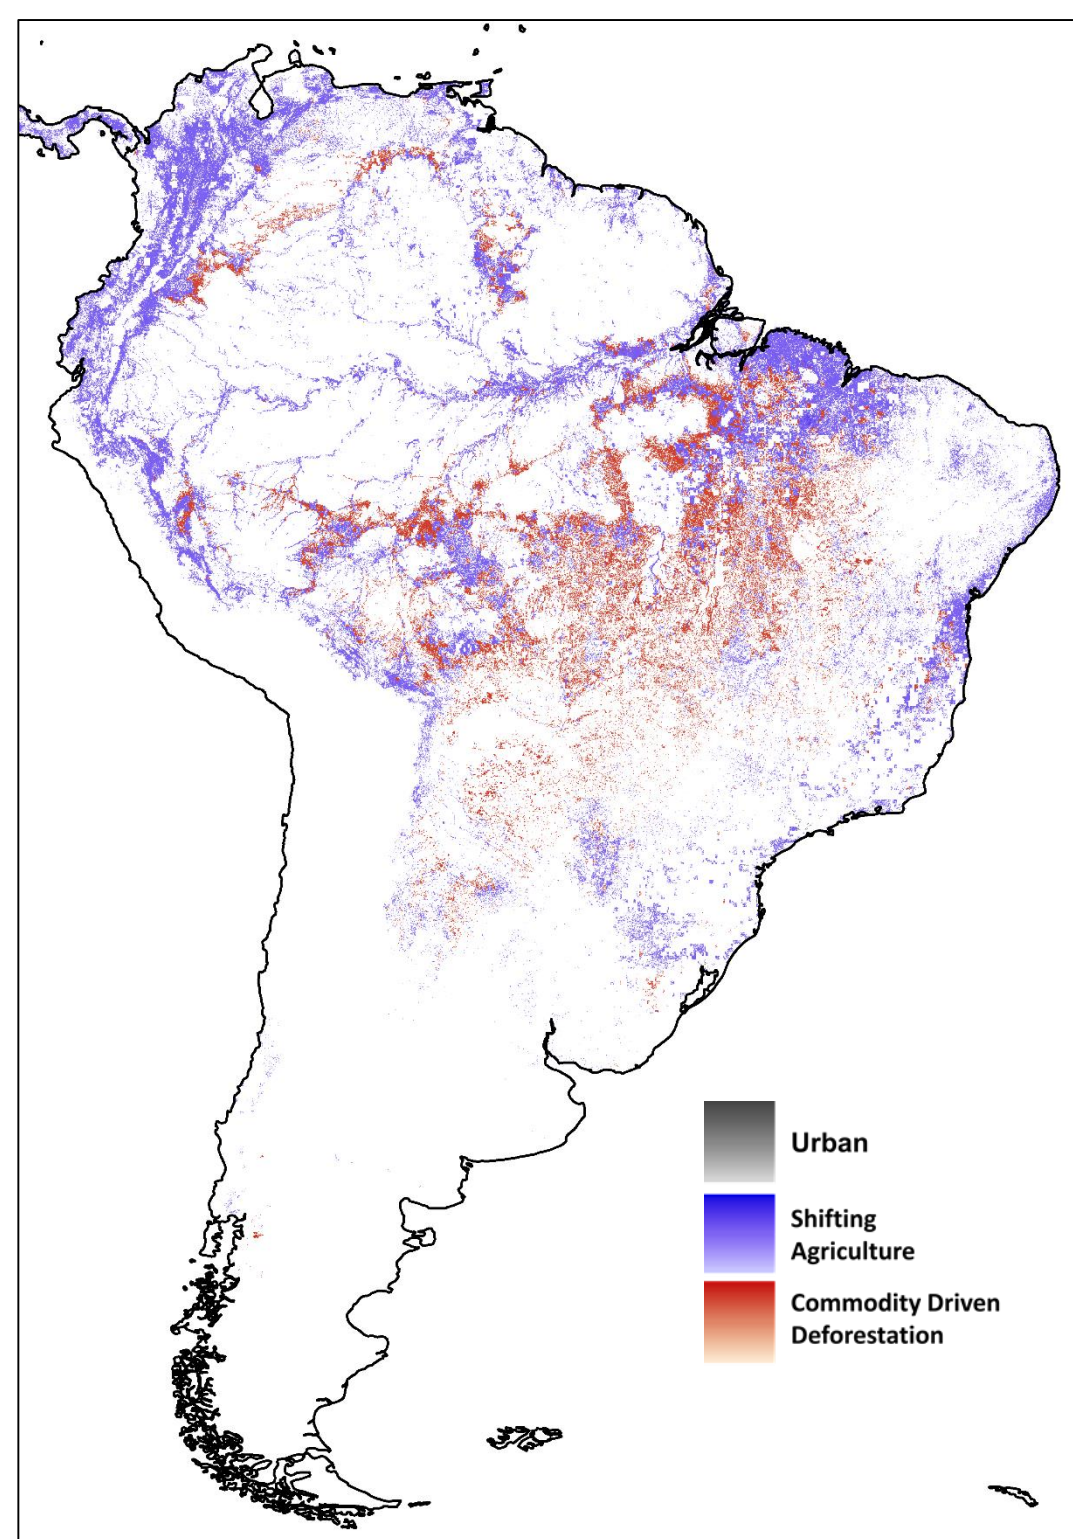 Urban
Shifting
Agriculture
Commodity Driven
Deforestation